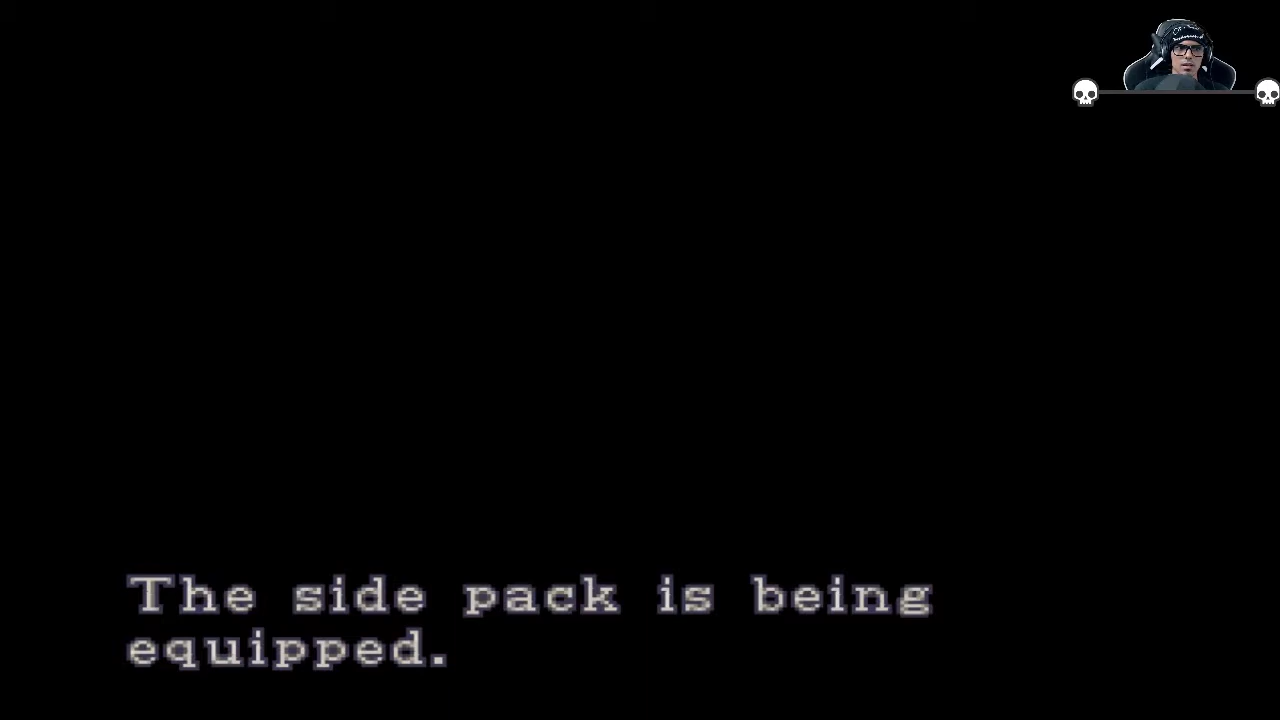 The side pack is being
equipped.